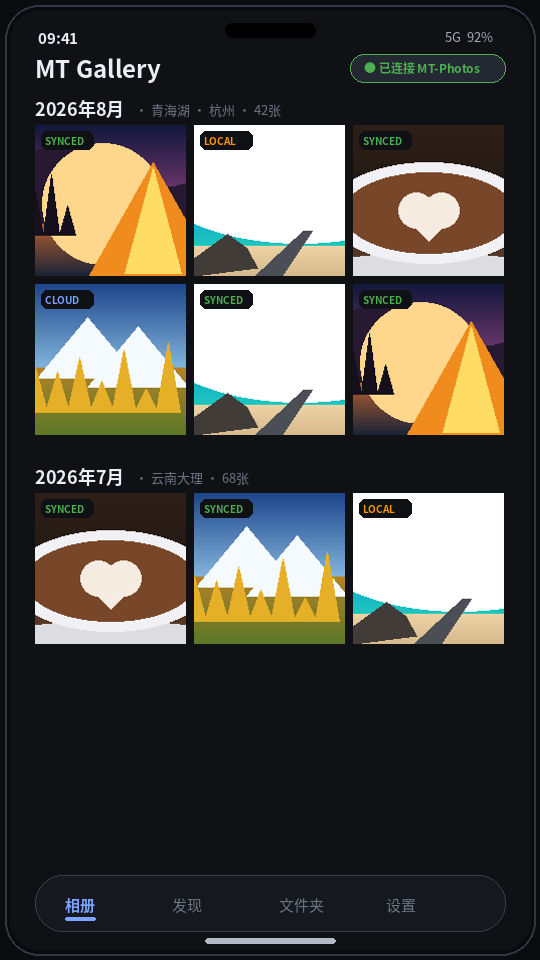 09:41 5G 92%
MT Gallery 已连接 MT-Photos
2026年8月 · 青海湖 · 杭州 · 42张
SYNCED LOCAL SYNCED
CLOUD SYNCED SYNCED
2026年7月 · 云南大理 · 68张
SYNCED SYNCED LOCAL
相册 发现 文件夹 设置